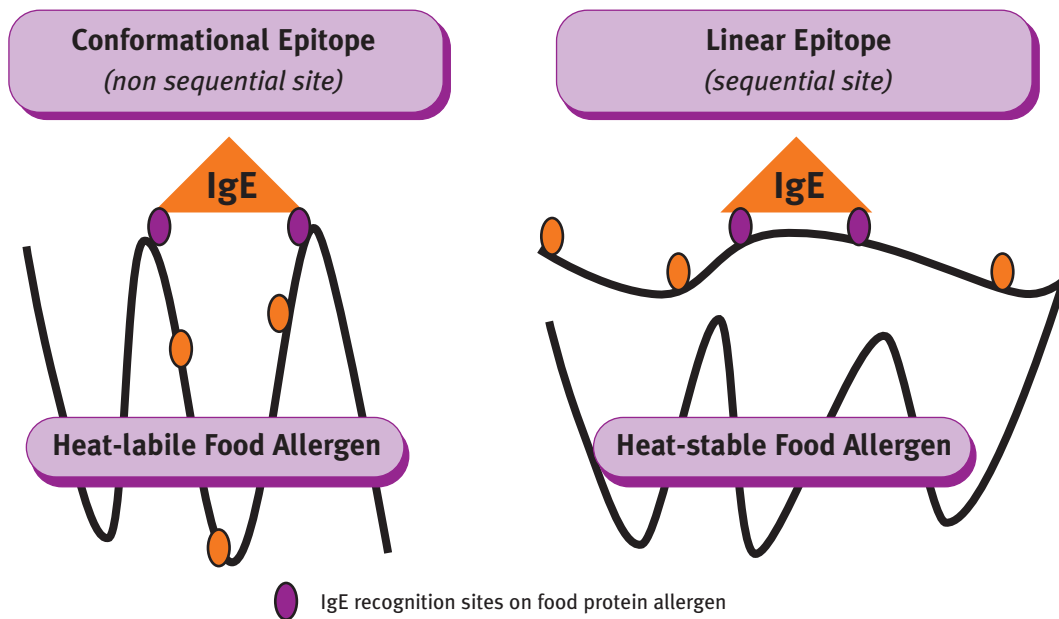 Conformational Epitope
(non sequential site)
Linear Epitope
(sequential site)
IgE
IgE
Heat-labile Food Allergen
Heat-stable Food Allergen
IgE recognition sites on food protein allergen